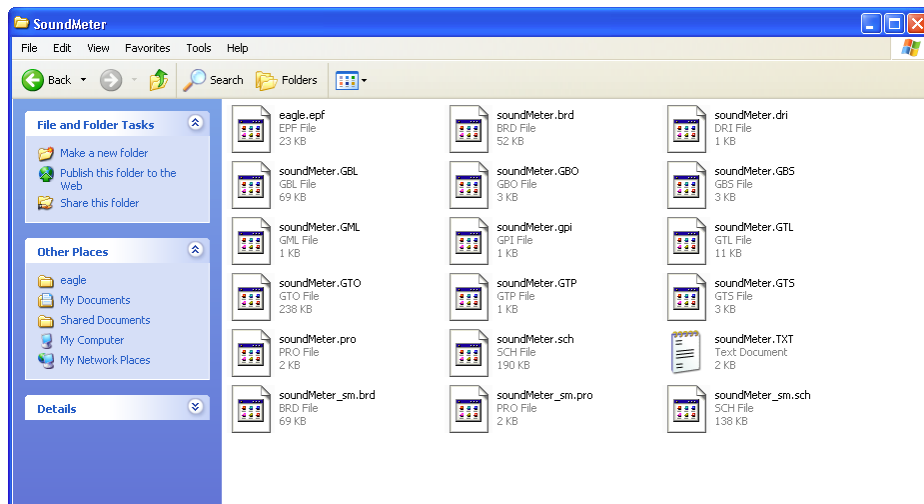 SoundMeter
File Edit View Favorites Tools Help
Back Search Folders
File and Folder Tasks
Make a new folder
Publish this folder to the
Web
Share this folder
Other Places
eagle
My Documents
Shared Documents
My Computer
My Network Places
Details
eagle.epf
EPF File
23 KB
soundMeter.brd
BRD File
52 KB
soundMeter.dri
DRI File
1 KB
soundMeter.GBL
GBL File
69 KB
soundMeter.GBO
GBO File
3 KB
soundMeter.GBS
GBS File
3 KB
soundMeter.GML
GML File
1 KB
soundMeter.gpi
GPI File
1 KB
soundMeter.GTL
GTL File
11 KB
soundMeter.GTO
GTO File
238 KB
soundMeter.GTP
GTP File
1 KB
soundMeter.GTS
GTS File
3 KB
soundMeter.pro
PRO File
2 KB
soundMeter.sch
SCH File
190 KB
soundMeter.TXT
Text Document
2 KB
soundMeter_sm.brd
BRD File
69 KB
soundMeter_sm.pro
PRO File
2 KB
soundMeter_sm.sch
SCH File
138 KB